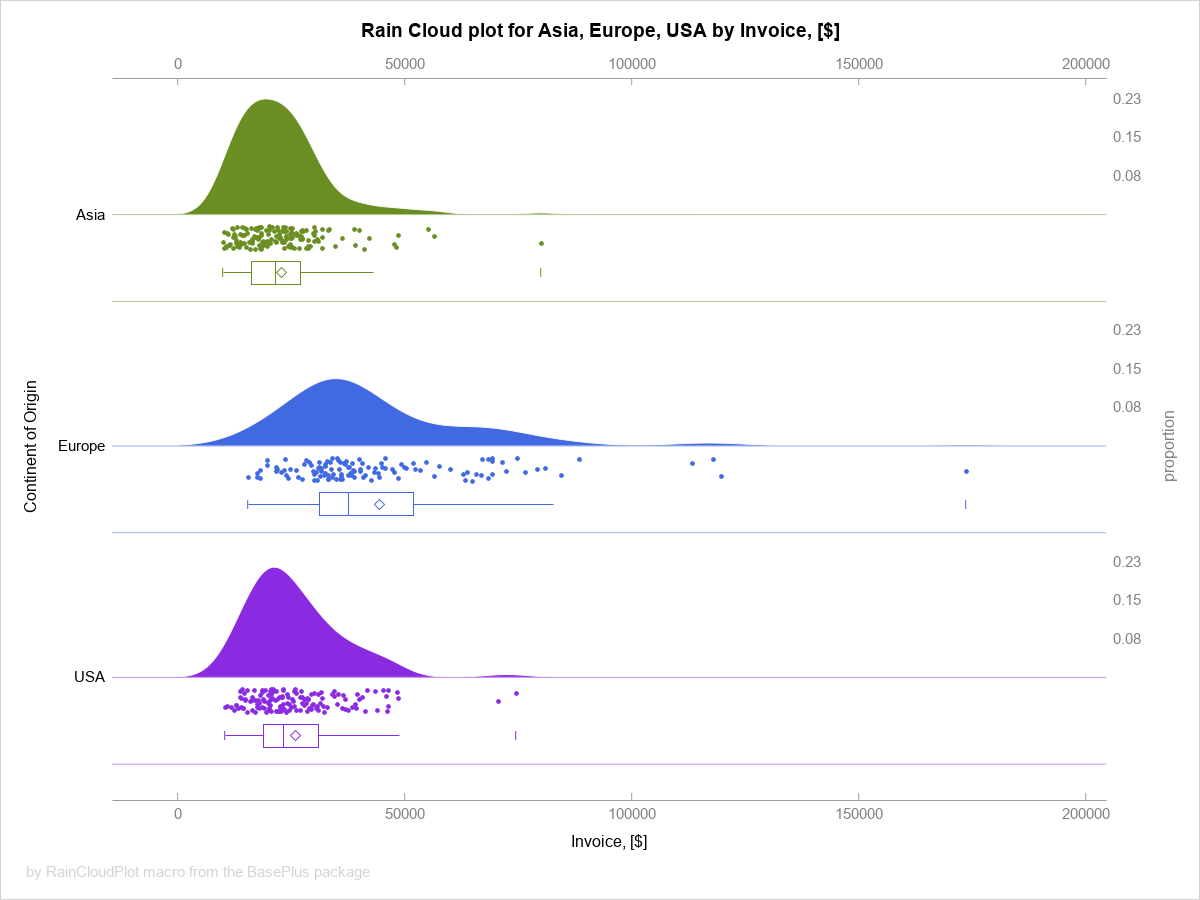 Rain Cloud plot for Asia, Europe, USA by Invoice, [$]
0 50000 100000 150000 200000
0.23
0.15
0.08
Asia
0.23
0.15
0.08
Europe
0.23
0.15
0.08
USA
Continent of Origin
proportion
0 50000 100000 150000 200000
Invoice, [$]
by RainCloudPlot macro from the BasePlus package